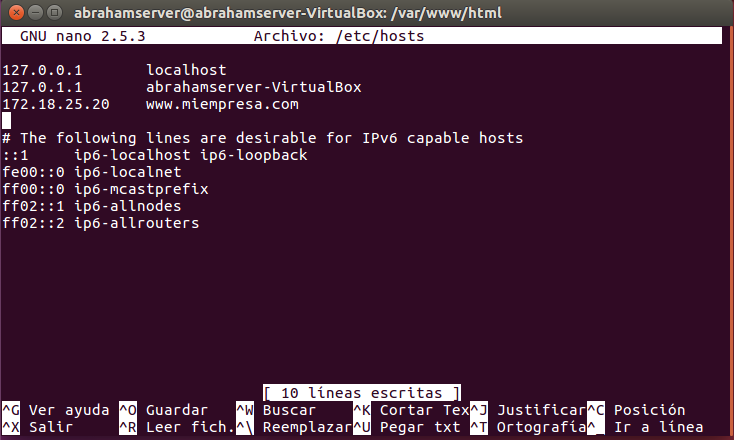 abrahamserver@abrahamserver-VirtualBox: /var/www/html
GNU nano 2.5.3 Archivo: /etc/hosts
127.0.0.1 localhost
127.0.1.1 abrahamserver-VirtualBox
172.18.25.20 www.miempresa.com
# The following lines are desirable for IPv6 capable hosts
::1 ip6-localhost ip6-loopback
fe00::0 ip6-localnet
ff00::0 ip6-mcastprefix
ff02::1 ip6-allnodes
ff02::2 ip6-allrouters
[ 10 líneas escritas ]
^G Ver ayuda ^O Guardar ^W Buscar ^K Cortar Tex ^J Justificar ^C Posición
^X Salir ^R Leer fich. ^\ Reemplazar ^U Pegar txt ^T Ortografía ^_ Ir a línea